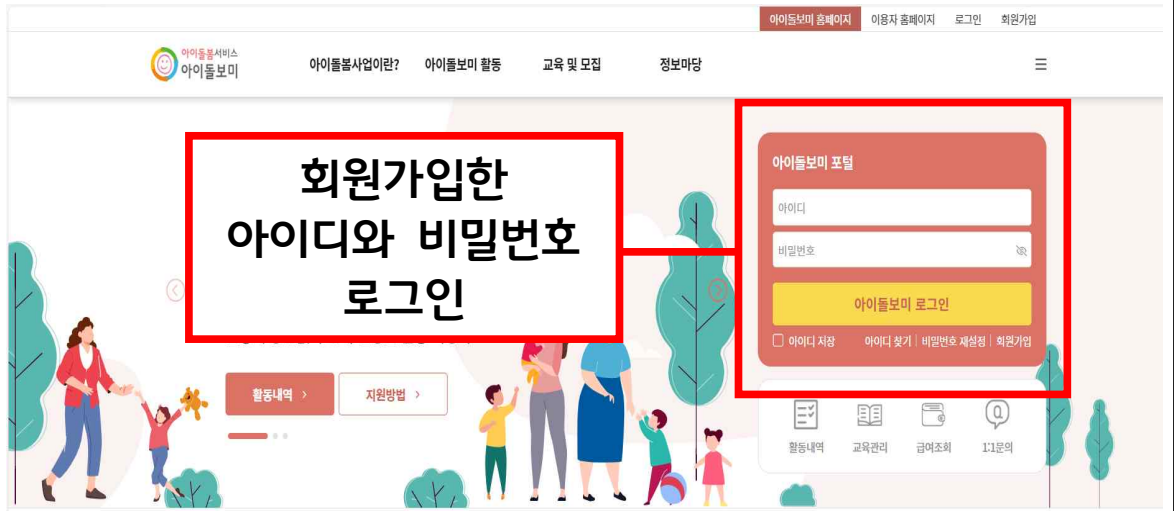 아이돌보미 홈페이지 이용자 홈페이지 로그인 회원가입
아이돌봄서비스
아이돌보미
아이돌봄사업이란? 아이돌보미 활동 교육 및 모집 정보마당
회원가입한
아이디와 비밀번호
로그인
아이돌보미 포털
아이디
비밀번호
아이돌보미 로그인
아이디 저장 아이디 찾기 비밀번호 재설정 회원가입
활동내역 지원방법
활동내역 교육관리 급여조회 1:1문의